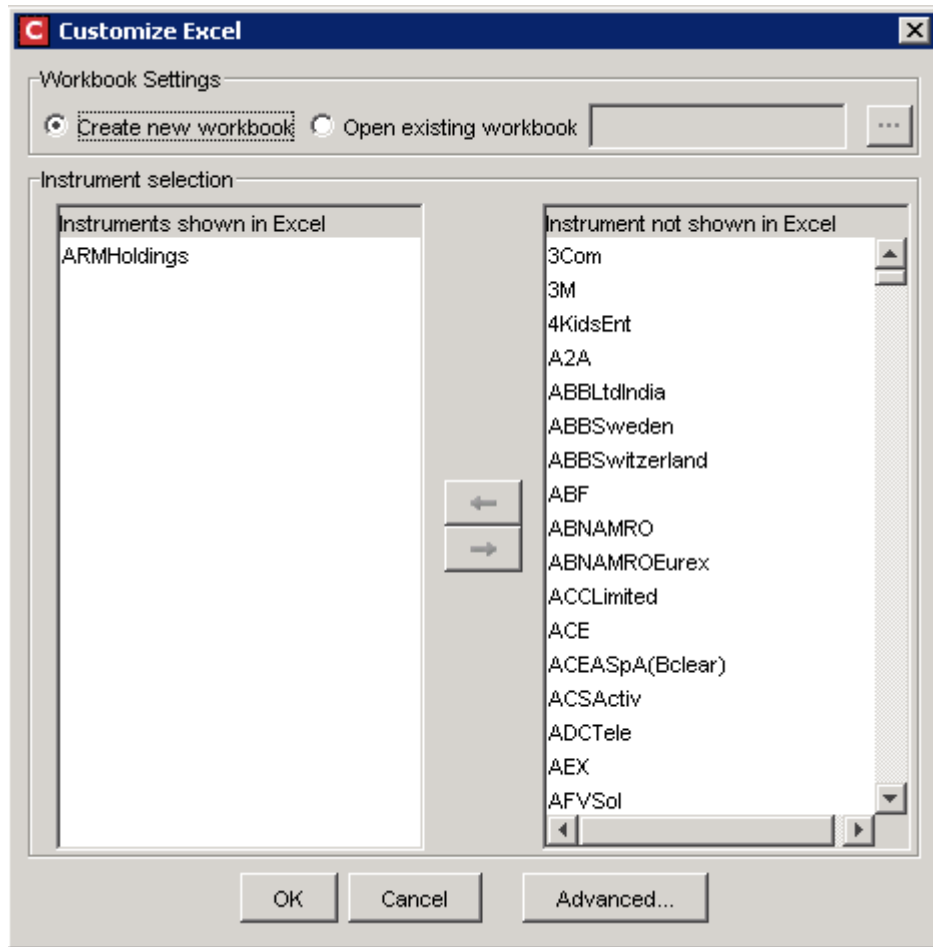 C Customize Excel
Workbook Settings
Create new workbook Open existing workbook ...
Instrument selection
Instruments shown in Excel
ARMHoldings
Instrument not shown in Excel
3Com
3M
4KidsEnt
A2A
ABBLtdIndia
ABBSweden
ABBSwitzerland
ABF
ABNAMRO
ABNAMROEurex
ACCLimited
ACE
ACEASpA(Bclear)
ACSActiv
ADCTele
AEX
AFVSol
OK Cancel Advanced...